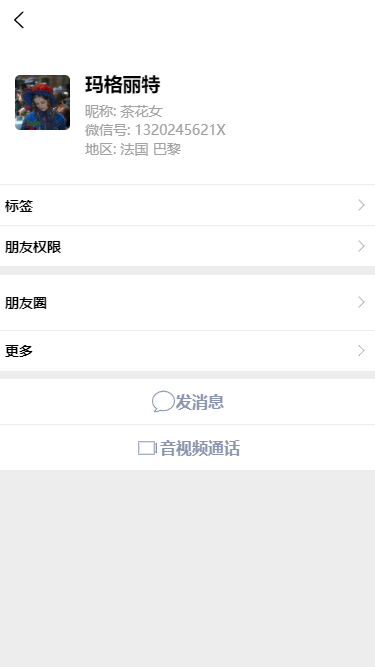 玛格丽特
昵称: 茶花女
微信号: 1320245621X
地区: 法国 巴黎
标签
朋友权限
朋友圈
更多
发消息
音视频通话